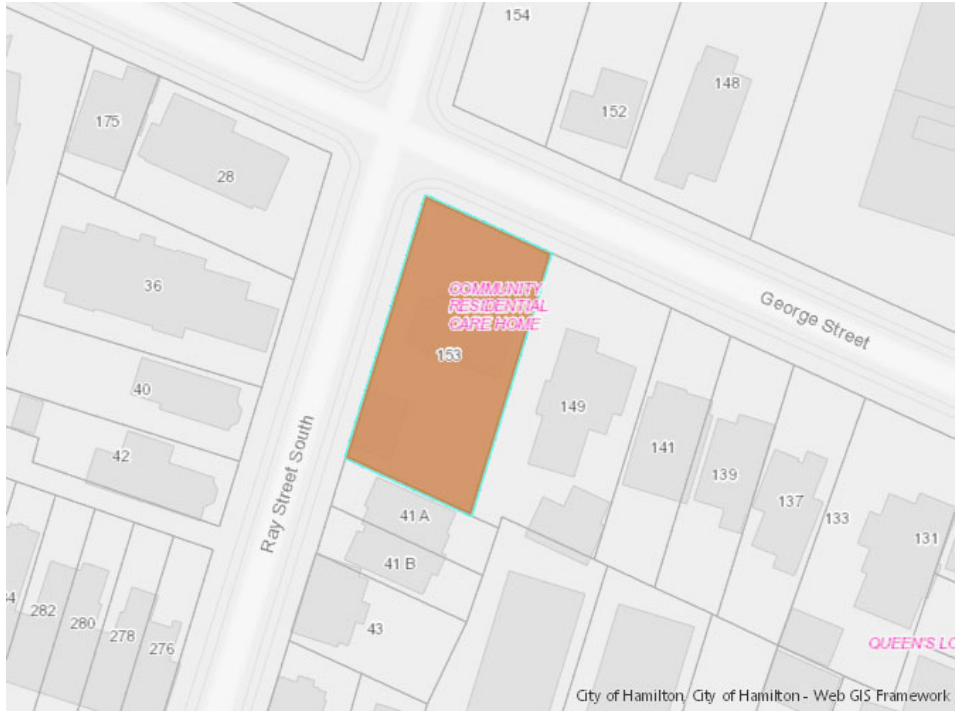 154
148
152
175
28
COMMUNITY
RESIDENTIAL
CARE HOME
36
George Street
153
40
149
Ray Street South
42
141
139
137
133
41 A
131
41 B
282
280
278
276
43
QUEEN'S
City of Hamilton, City of Hamilton - Web GIS Framework